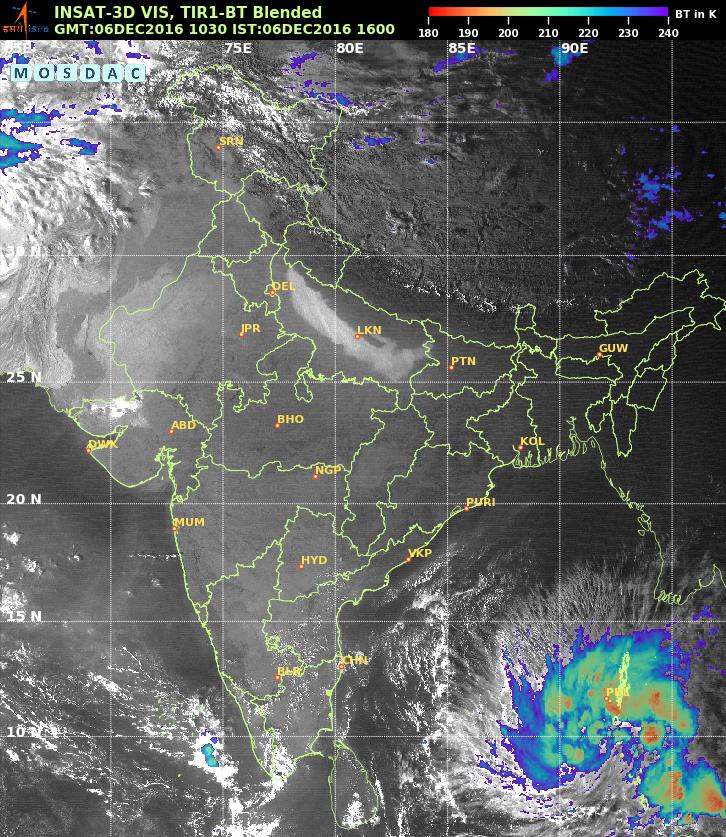 INSAT-3D VIS, TIR1-BT Blended
GMT:06DEC2016 1030 IST:06DEC2016 1600
BT in K
180 190 200 210 220 230 240
65E 75E 80E 85E 90E
MOSDAC
SRN
30 N
DEL
JPR LKN
GUW
PTN
25 N
ABD BHO
DWK KOL
NGP
20 N PURI
MUM
HYD VKP
15 N
BLR CHN
PBL
10 N